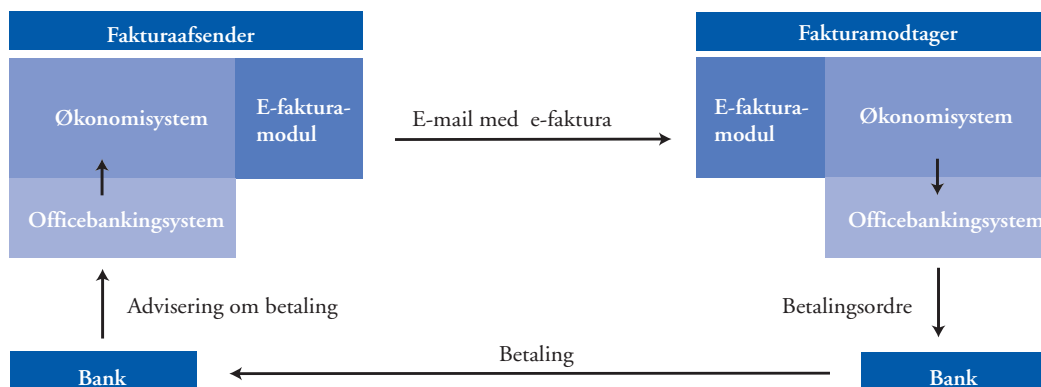 Fakturaafsender
Økonomisystem
E-faktura-
modul
Officebankingsystem
Advisering om betaling
Bank
E-mail med e-faktura
Betaling
Fakturamodtager
E-faktura-
modul
Økonomisystem
Officebankingsystem
Betalingsordre
Bank